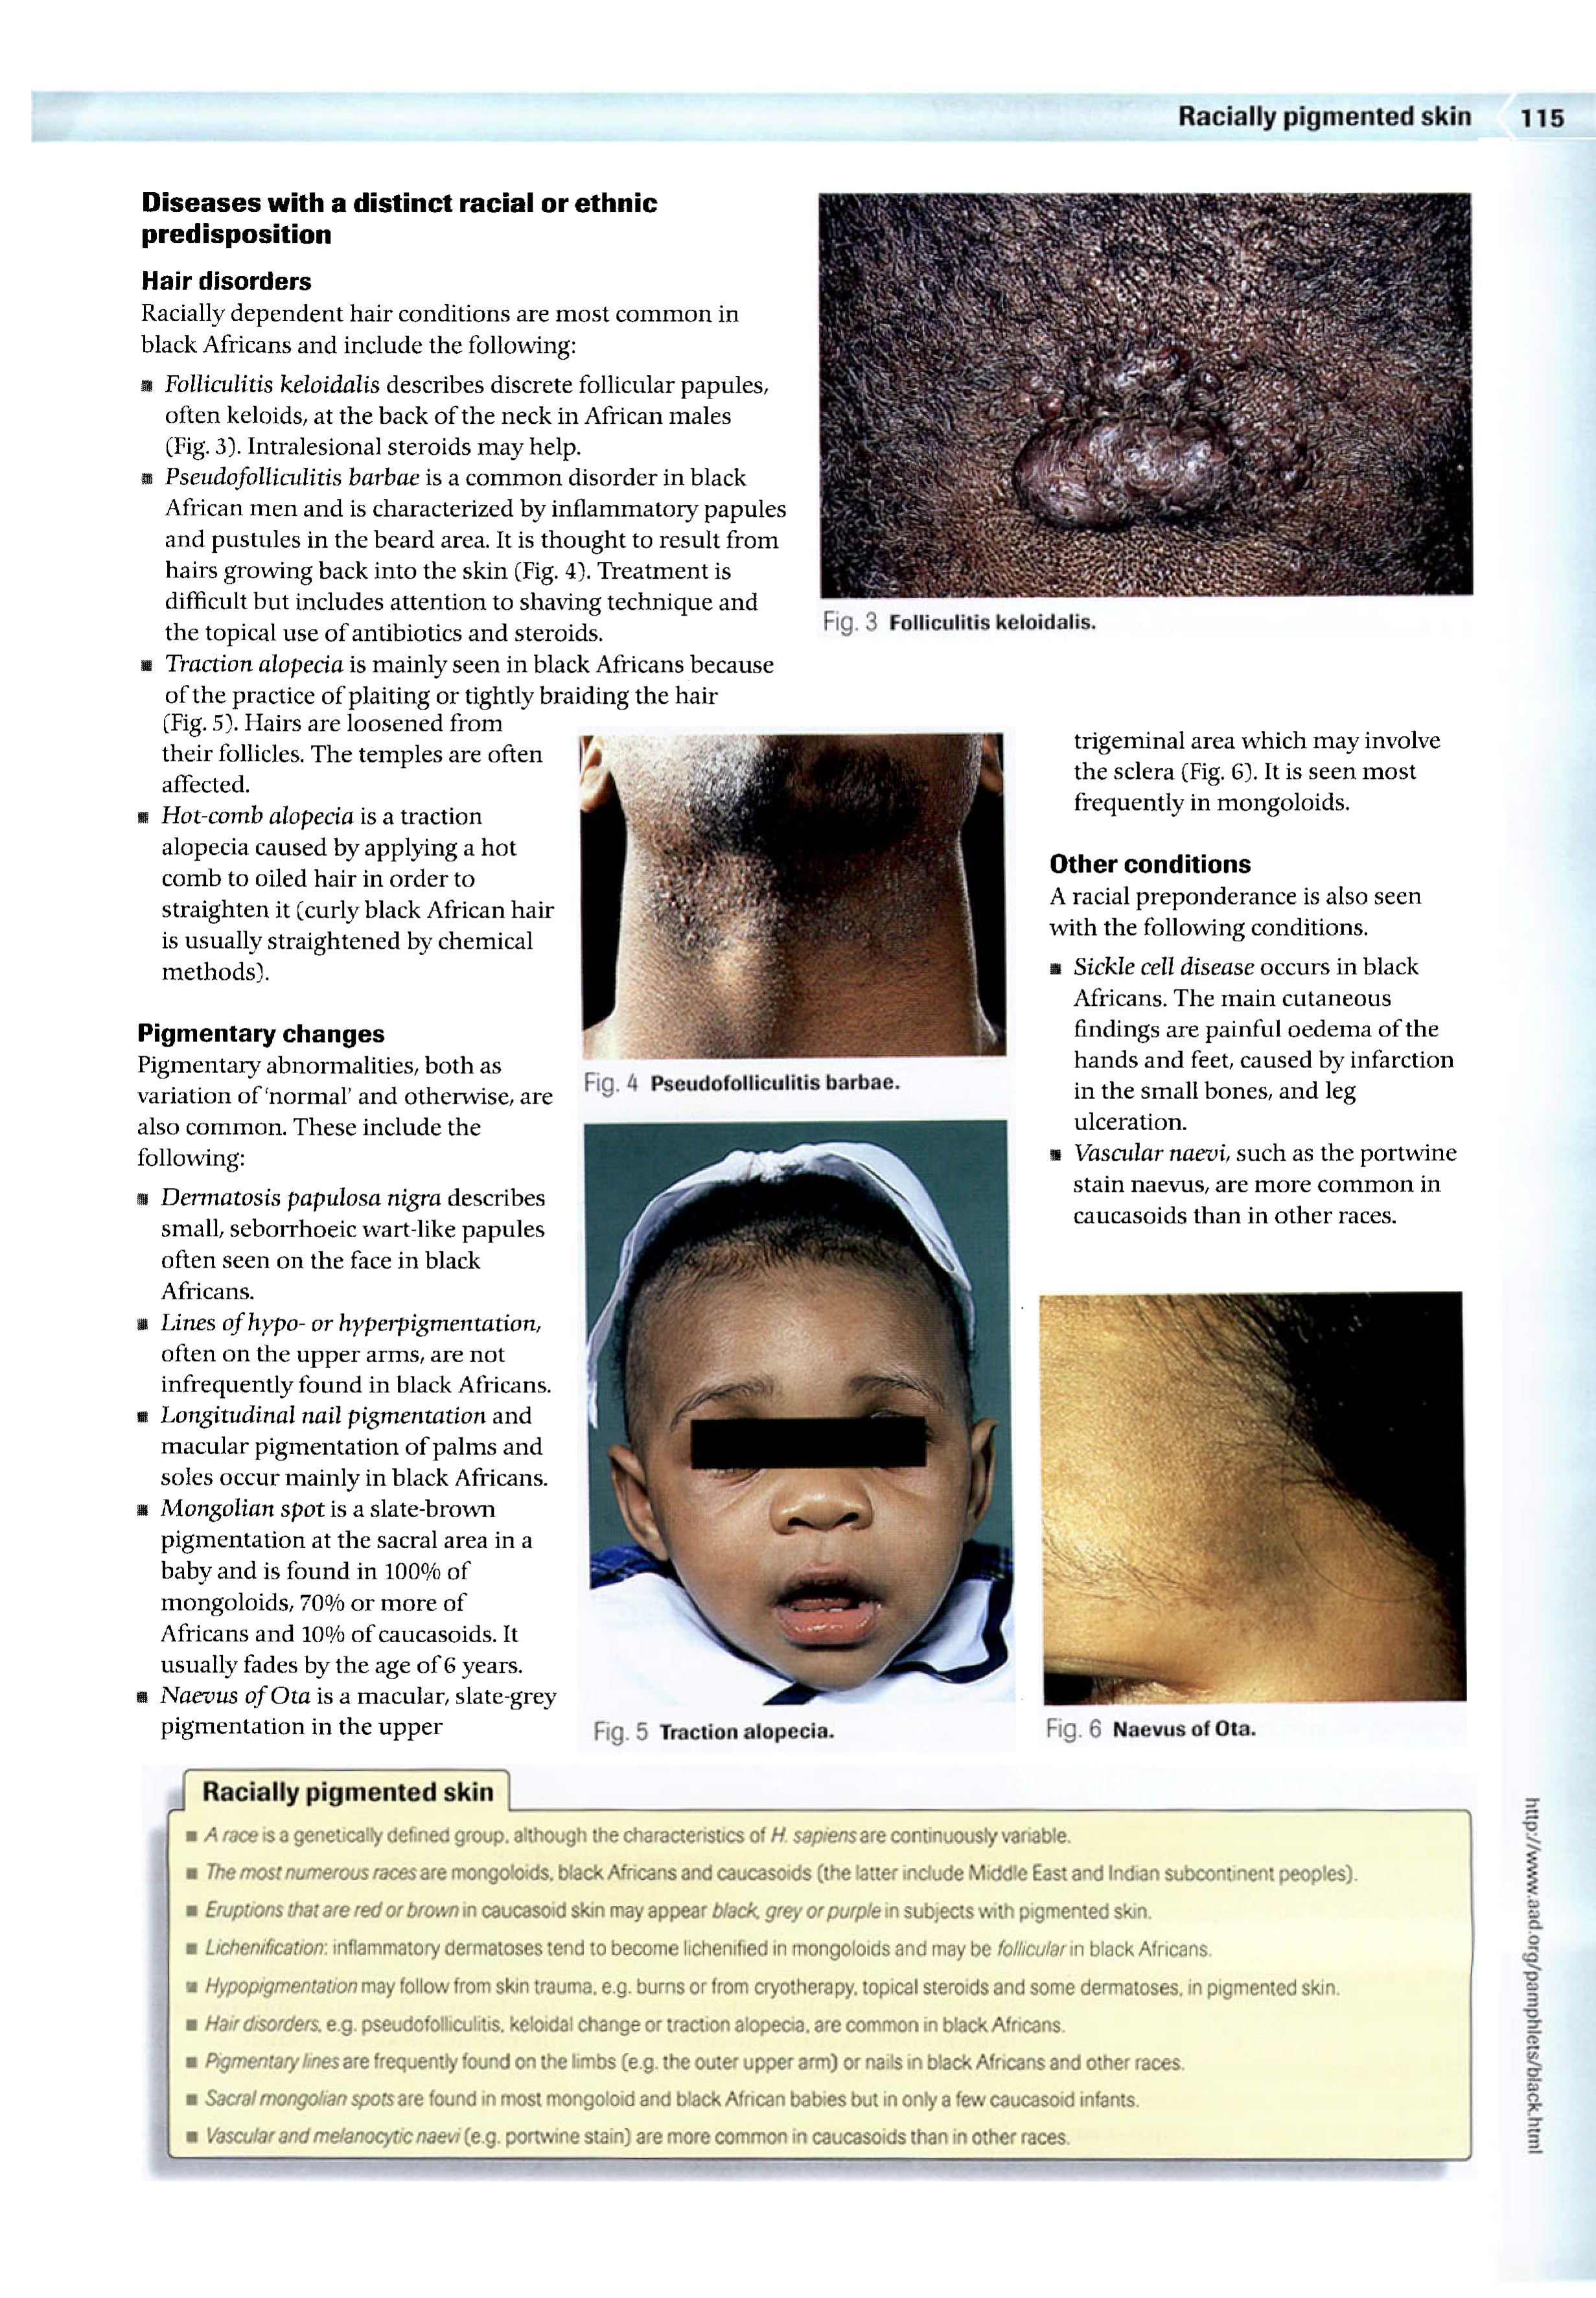 Racially pigmented skin
115
Diseases with a distinct racial or ethnic
predisposition
Hair disorders
Racially dependent hair conditions are most common in
black Africans and include the following:
■ Folliculitis keloidalis describes discrete follicular papules,
often keloids, at the back of the neck in African males
(Fig. 3). Intralesional steroids may help.
■ Pseudofolliculitis barbae is a common disorder in black
African men and is characterized by inflammatory papules
and pustules in the beard area. It is thought to result from
hairs growing back into the skin (Fig. 4). Treatment is
difficult but includes attention to shaving technique and
the topical use of antibiotics and steroids.
■ Traction alopecia is mainly seen in black Africans because
of the practice of plaiting or tightly braiding the hair
(Fig. 5). Hairs are loosened from
their follicles. The temples are often
affected.
■ Hot-comb alopecia is a traction
alopecia caused by applying a hot
comb to oiled hair in order to
straighten it (curly black African hair
is usually straightened by chemical
methods).
Pigmentary changes
Pigmentary abnormalities, both as
variation of 'normal' and otherwise, are
also common. These include the
following:
■ Dermatosis papulosa nigra describes
small, seborrhoeic wart-like papules
often seen on the face in black
Africans.
■ Lines of hypo- or hyperpigmentation,
often on the upper arms, are not
infrequently found in black Africans.
■ Longitudinal nail pigmentation and
macular pigmentation of palms and
soles occur mainly in black Africans.
■ Mongolian spot is a slate-brown
pigmentation at the sacral area in a
baby and is found in 100% of
mongoloids, 70% or more of
Africans and 10% of caucasoids. It
usually fades by the age of 6 years.
■ Naevus of Ota is a macular, slate-grey
pigmentation in the upper
Fig. 3 Folliculitis keloidalis.
Fig. 4 Pseudofolliculitis barbae.
Fig. 5 Traction alopecia.
trigeminal area which may involve
the sclera (Fig. 6). It is seen most
frequently in mongoloids.
Other conditions
A racial preponderance is also seen
with the following conditions.
■ Sickle cell disease occurs in black
Africans. The main cutaneous
findings are painful oedema of the
hands and feet, caused by infarction
in the small bones, and leg
ulceration.
■ Vascular naevi, such as the portwine
stain naevus, are more common in
caucasoids than in other races.
Fig. 6 Naevus of Ota.
Racially pigmented skin
■ A race is a genetically defined group, although the characteristics of H. sapiens are continuously variable.
■ The most numerous races are mongoloids, black Africans and caucasoids (the latter include Middle East and Indian subcontinent peoples).
■ Eruptions that are red or brown in caucasoid skin may appear black, grey or purple in subjects with pigmented skin.
■ Lichenification: inflammatory dermatoses tend to become lichenified in mongoloids and may be follicular in black Africans.
■ Hypopigmentation may follow from skin trauma, e.g. burns or from cryotherapy, topical steroids and some dermatoses, in pigmented skin.
■ Hair disorders, e.g. pseudofolliculitis, keloidal change or traction alopecia, are common in black Africans.
■ Pigmentary lines are frequently found on the limbs (e.g. the outer upper arm) or nails in black Africans and other races.
■ Sacral mongolian spots are found in most mongoloid and black African babies but in only a few caucasoid infants.
■ Vascular and melanocytic naevi (e.g. portwine stain) are more common in caucasoids than in other races.
http://www.aad.org/pamphlets/black.html